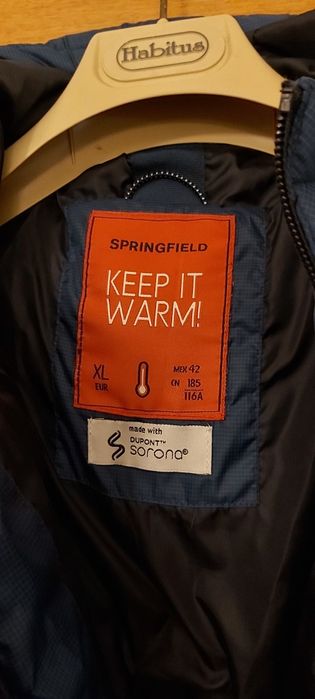 Habitus
SPRINGFIELD
KEEP IT
WARM!
XL
EUR
MEX 42
CN 185
116A
made with
DUPONT™
sorona®